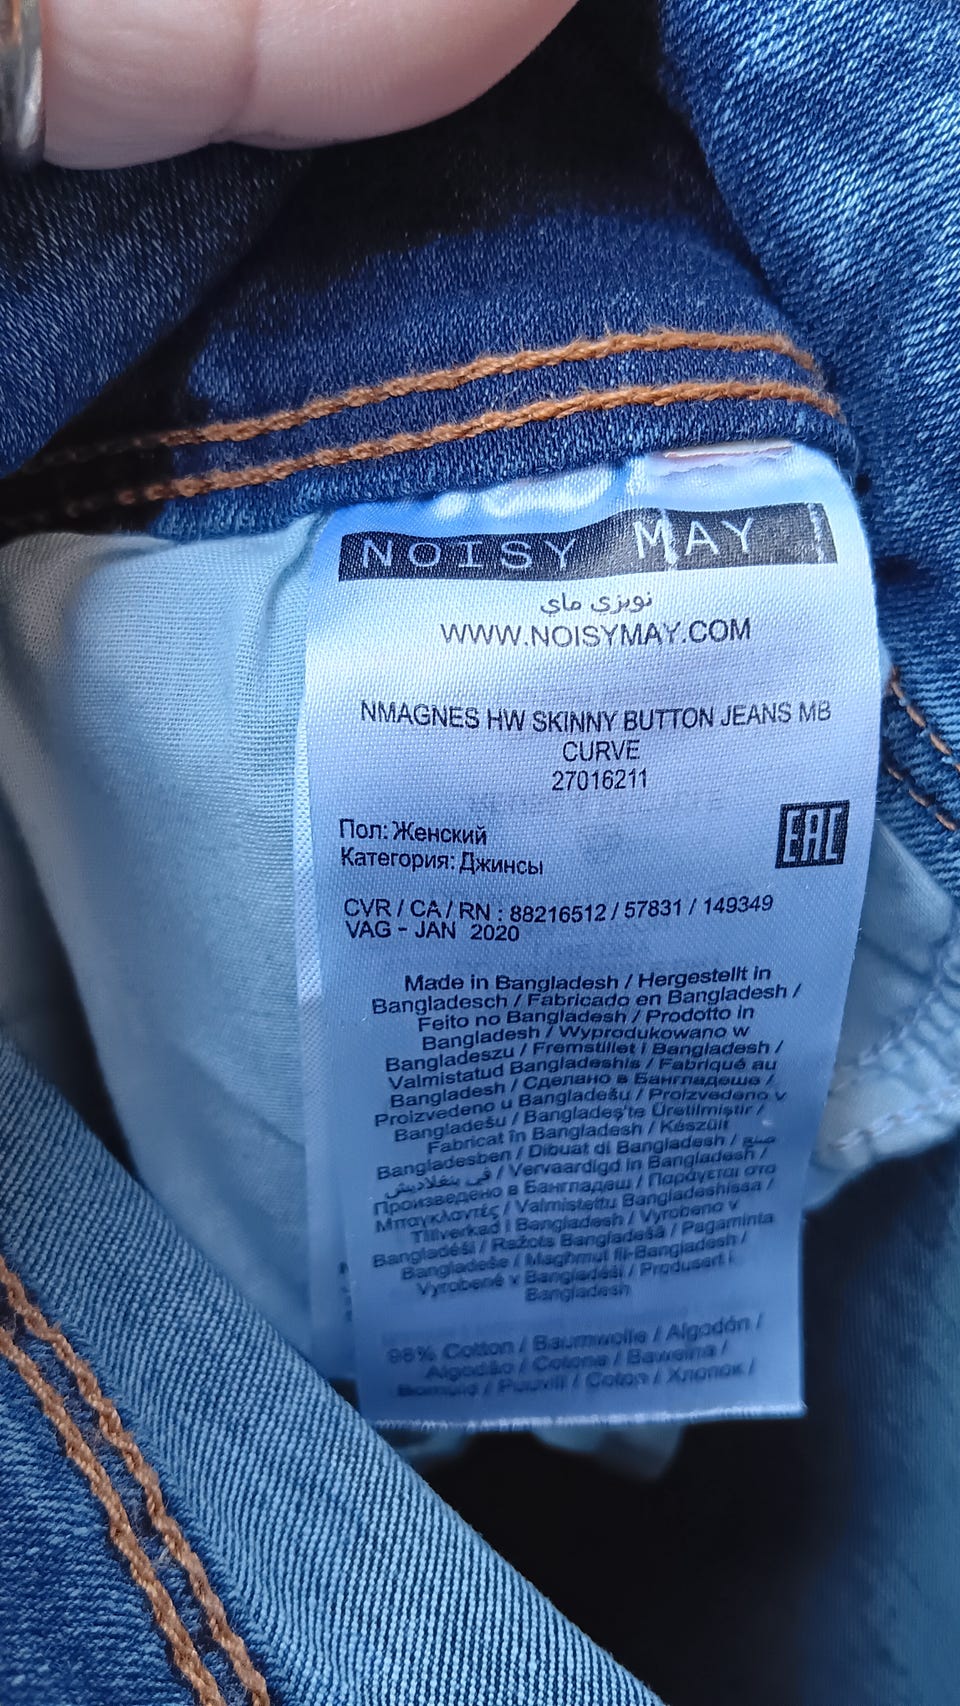 NOISY MAY
نويزى ماي
WWW.NOISYMAY.COM
NMAGNES HW SKINNY BUTTON JEANS MB
CURVE
27016211
Пол: Женский
Категория: Джинсы
EAC
CVR / CA / RN : 88216512 / 57831 / 149349
VAG - JAN 2020
Made in Bangladesh / Hergestellt in
Bangladesch / Fabricado en Bangladesh /
Feito no Bangladesh / Prodotto in
Bangladesh / Wyprodukowano w
Bangladeszu / Fremstillet i Bangladesh /
Valmistatud Bangladeshis / Fabriqué au
Bangladesh / Сделано в Бангладеше /
Proizvedeno u Bangladešu / Proizvedeno v
Bangladešu / Bangladeş'te Üretilmiştir /
Fabricat în Bangladesh / Készült
Bangladesben / Dibuat di Bangladesh / صنع
في بنغلاديش / Vervaardigd in Bangladesh /
Произведено в Бангладеш / Παράγεται στο
Μπαγκλαντές / Valmistettu Bangladeshissa /
Tillverkad i Bangladesh / Vyrobeno v
Bangladéši / Ražots Bangladešā / Pagaminta
Bangladeše / Magħmul fil-Bangladesh /
Vyrobené v Bangladéši / Produsert i
Bangladesh
98% Cotton / Baumwolle / Algodón /
Algodão / Cotone / Bawełna /
Bomuld / Puuvill / Coton / Хлопок /